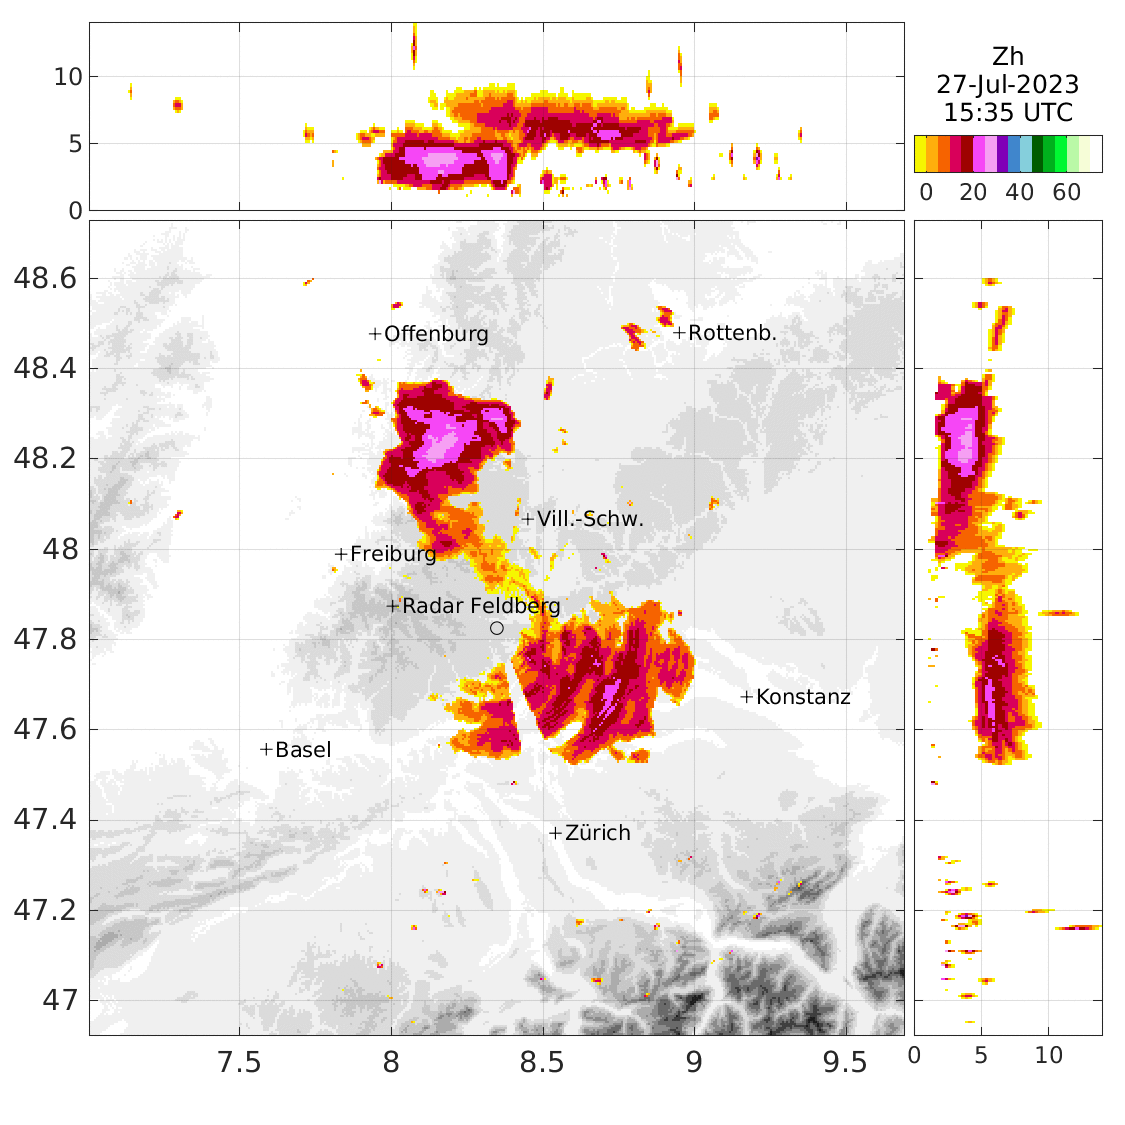 Zh
27-Jul-2023
15:35 UTC
0 20 40 60
10
5
0
48.6
48.4
48.2
48
47.8
47.6
47.4
47.2
47
+Offenburg
+Rottenb.
+Vill.-Schw.
+Freiburg
+Radar Feldberg
+Konstanz
+Basel
+Zürich
7.5 8 8.5 9 9.5
0 5 10